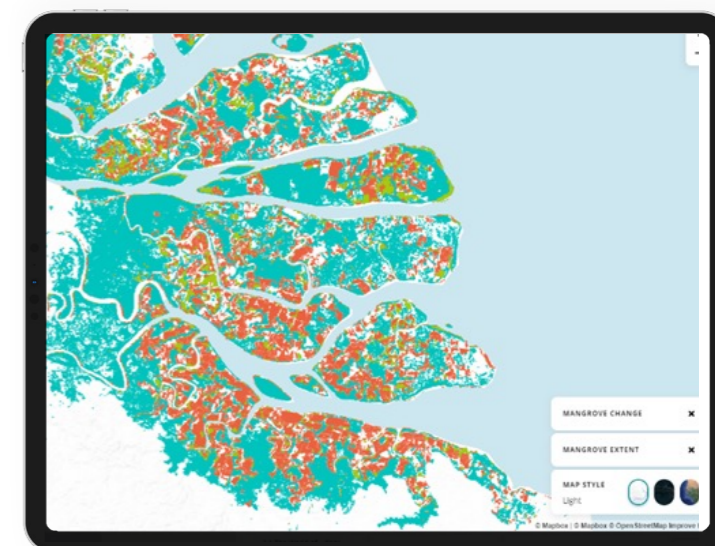 MANGROVE CHANGE ×
MANGROVE EXTENT ×
MAP STYLE
Light
© Mapbox | © Mapbox © OpenStreetMap Improve t